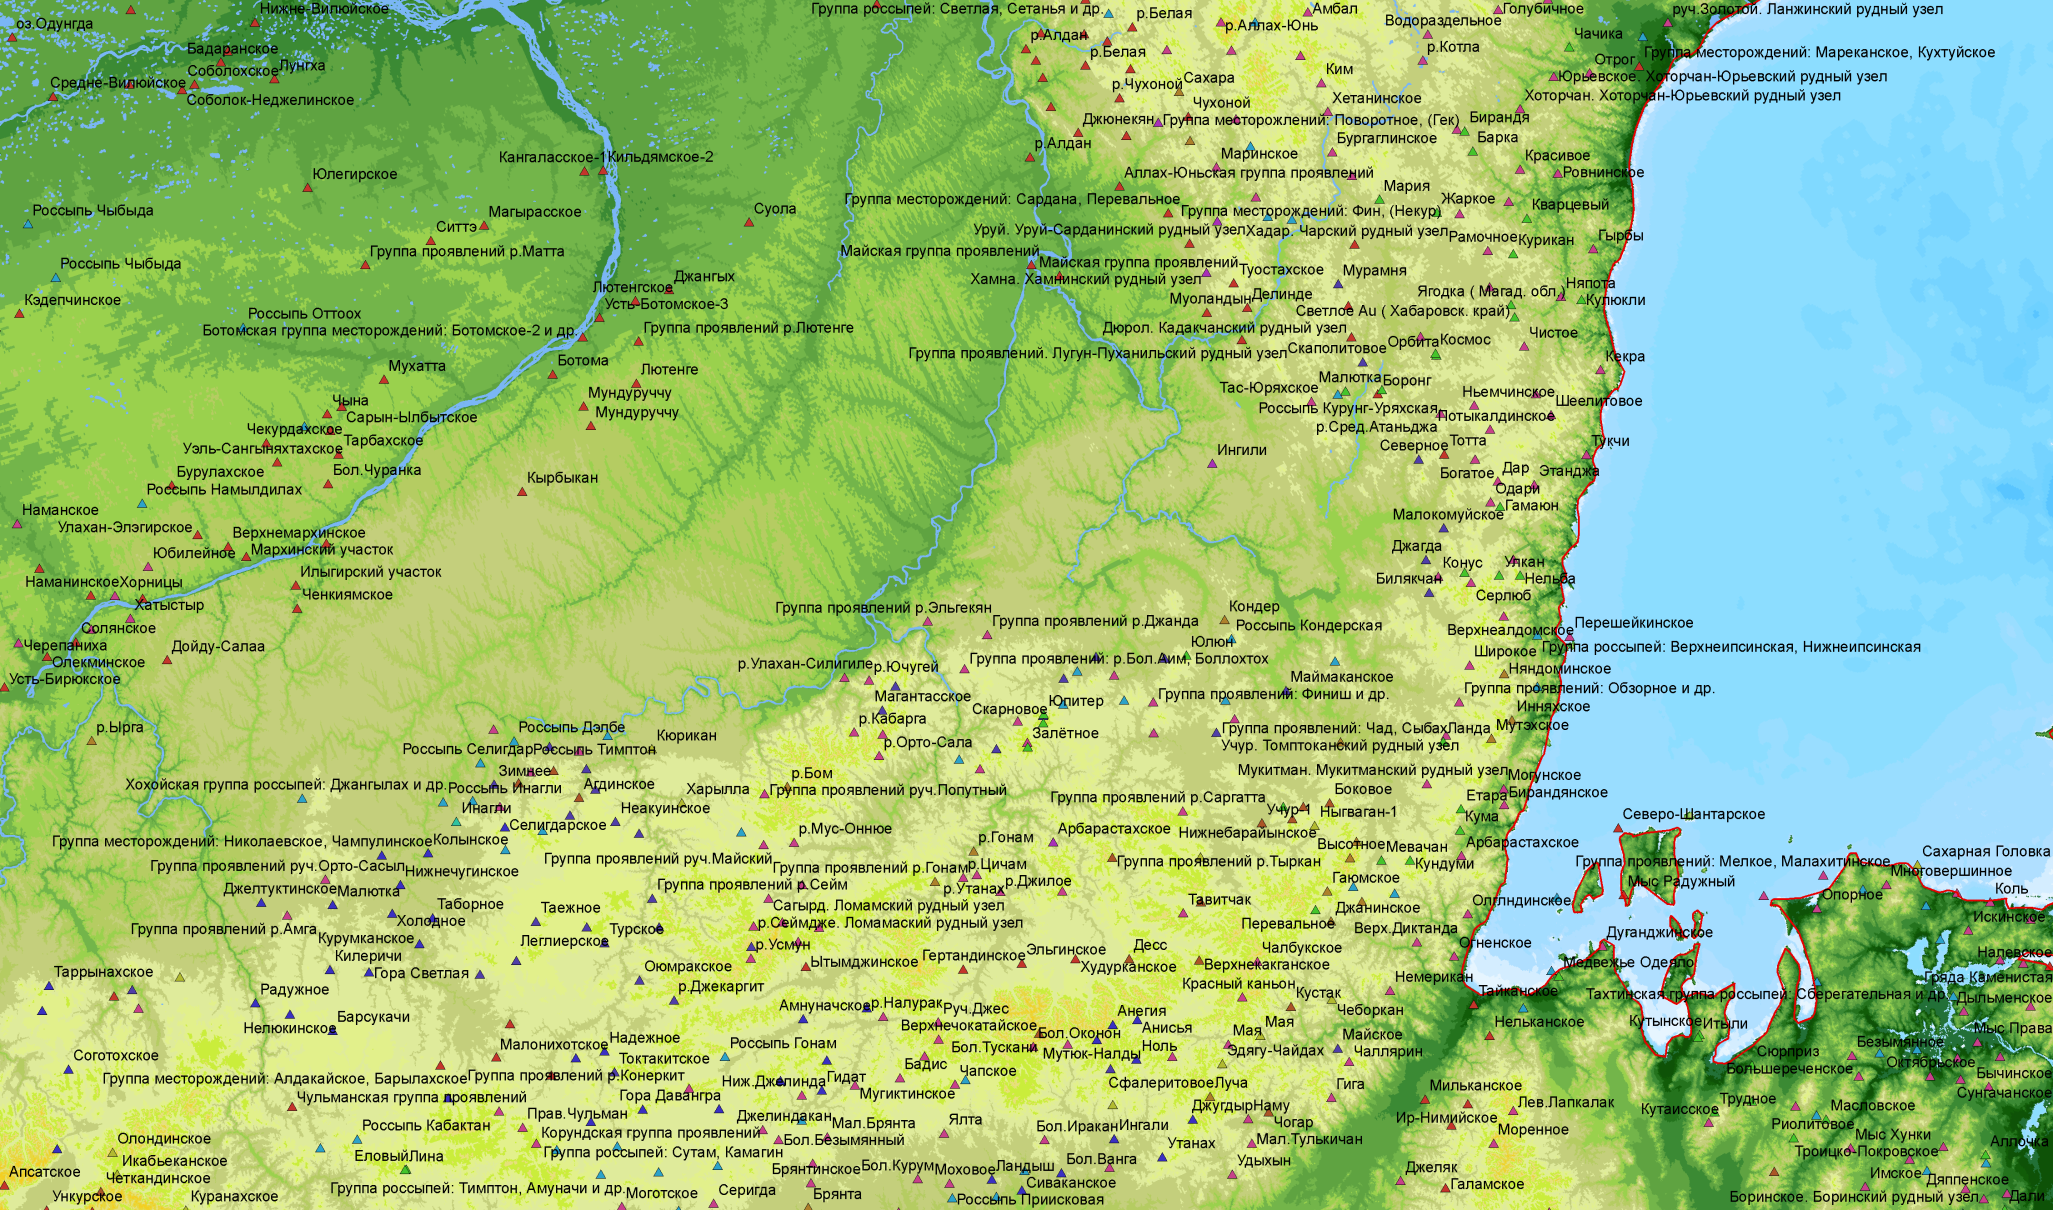 Нижне-Вилюйское
Группа россыпей: Светлая, Сетанья и др.
р.Белая
Амбал
Голубичное
руч.Золотой. Ланжинский рудный узел
оз.Одунгда
р.Аллах-Юнь
Водораздельное
Чачика
р.Алдан
Бадаранское
р.Белая
р.Котла
Группа месторождений: Мареканское, Кухтуйское
Отрог
Лунгха
Соболохское
Ким
Юрьевское. Хоторчан-Юрьевский рудный узел
Средне-Вилюйское
р.Чухоной
Сахара
Соболок-Неджелинское
Чухоной
Хетанинское
Хоторчан. Хоторчан-Юрьевский рудный узел
Джюнекян
Группа месторожлений: Поворотное, (Гек)
Бирандя
р.Алдан
Бургаглинское
Барка
Кангаласское-1
Кильдямское-2
Маринское
Красивое
Юлегирское
Аллах-Юньская группа проявлений
Ровнинское
Мария
Группа месторождений: Сардана, Перевальное
Жаркое
Россыпь Чыбыда
Магырасское
Суола
Группа месторождений: Фин, (Некур)
Кварцевый
Ситтэ
Уруй. Уруй-Сарданинский рудный узел
Хадар. Чарский рудный узел
Рамочное
Курикан
Гырбы
Группа проявлений р.Матта
Майская группа проявлений
Майская группа проявлений
Россыпь Чыбыда
Туостахское
Мурамня
Джангых
Хамна. Хамнинский рудный узел
Няпота
Лютенгское
Ягодка ( Магад. обл.)
Кэдепчинское
Усть-Ботомское-3
Муоландын
Делинде
Купюкли
Россыпь Оттоох
Светлое Au ( Хабаровск. край)
Ботомская группа месторождений: Ботомское-2 и др.
Группа проявлений р.Лютенге
Дюрол. Кадакчанский рудный узел
Чистое
Орбита
Космос
Группа проявлений. Лугун-Пуханильский рудный узел
Скаполитовое
Кекра
Мухатта
Ботома
Лютенге
Малютка
Боронг
Тас-Юряхское
Ньемчинское
Мундуруччу
Шеелитовое
Чына
Россыпь Курунг-Уряхская
Мундуруччу
Сарын-Ылбытское
Потыкалдинское
Чекурдахское
р.Сред.Атаньджа
Тарбахское
Уэль-Сангыняхтахское
Северное
Тотта
Тукчи
Ингили
Бурулахское
Бол.Чуранка
Богатое
Дар
Этанджа
Кырбыкан
Россыпь Намылдилах
Одари
Гамаюн
Наманское
Малокомуйское
Улахан-Элэгирское
Верхнемархинское
Юбилейное
Мархинский участок
Джагда
Конус
Улкан
Илыгирский участок
Билякчан
Нельба
Наманинское
Хорницы
Ченкиямское
Серлюб
Хатыстыр
Группа проявлений р.Эльгекян
Кондер
Солянское
Группа проявлений р.Джанда
Россыпь Кондерская
Перешейкинское
Верхнеалдомское
Черепаниха
Дойду-Салаа
Юлюн
Группа россыпей: Верхнеипсинская, Нижнеипсинская
Широкое
Олекминское
р.Улахан-Силигиле
р.Ючугей
Группа проявлений: р.Бол.Аим, Боллохтох
Няндоминское
Усть-Бирюкское
Маймаканское
Группа проявлений: Обзорное и др.
Магантасское
Юпитер
Группа проявлений: Финиш и др.
Скарновое
Инняхское
р.Ырга
Россыпь Дэлбе
р.Кабарга
Мутэхское
Кюрикан
Залётное
Группа проявлений: Чад, Сыбах
Ланда
Россыпь Селигдар
Россыпь Тимптон
р.Орто-Сала
Учур. Томптоканский рудный узел
Зимнее
р.Бом
Мукитман. Мукитманский рудный узел
Могунское
Хохойская группа россыпей: Джангылах и др.
Россыпь Инагли
Агдинское
Харылла
Группа проявлений руч.Попутный
Боковое
Бирандянское
Группа проявлений р.Саргатта
Етара
Инагли
Неакуинское
Учур-1
Ныгваган-1
Кума
Северо-Шантарское
Селигдарское
р.Мус-Оннюе
Арбарастахское
Нижнебарайынское
Группа месторождений: Николаевское, Чампулинское
Колынское
р.Гонам
Высотное
Мевачан
Арбарастахское
Группа проявлений руч.Майский
Группа проявлений р.Тыркан
Кундуми
Группа проявлений: Мелкое, Малахитинское
Сахарная Головка
Группа проявлений руч.Орто-Сасыл
Нижнечугинское
Группа проявлений р.Гонам
р.Цичам
Многовершинное
Группа проявлений р.Сейм
р.Утанах
р.Джилое
Гаюмское
Мыс Радужный
Джелтуктинское
Малютка
Коль
Опорное
Таборное
Таежное
Сагырд. Ломамский рудный узел
Тавитчак
Джанинское
Олглндинское
Холодное
р.Сеймдже. Ломамаский рудный узел
Перевальное
Искинское
Группа проявлений р.Амга
Турское
Верх.Диктанда
Дуганджинское
Курумканское
Леглиерское
р.Усмун
Эльгинское
Десс
Чалбукское
Огненское
Килеричи
Гертандинское
Налевское
Таррынахское
Гора Светлая
Оюмракское
Ытымджинское
Худурканское
Верхнекаганское
Медвежье Одеяло
Немерикан
Гряда Каменистая
Радужное
р.Джекаргит
Красный каньон
Кустак
Тайканское
Тахтинская группа россыпей: Сберегательная и др.
Дыльменское
Амнуначское
р.Налурак
Руч.Джес
Анегия
Чеборкан
Барсукачи
Нельканское
Кутынское
Итыли
Нелюкинское
Верхнечокатайское
Бол.Оконон
Анисья
Мая
Мая
Мыс Права
Малонихотское
Надежное
Россыпь Гонам
Бол.Тускани
Мутюк-Налды
Ноль
Эдягу-Чайдах
Майское
Чаллярин
Безымянное
Соготохское
Токтакитское
Сюрприз
Октябрьское
Бадис
Большереченское
Группа месторождений: Алдакайское, Барылахское
Группа проявлений р.Конеркит
Ниж.Джелинда
Гидат
Чапское
Бычинское
Сфалеритовое
Луча
Гига
Мильканское
Сунгачанское
Чульманская группа проявлений
Гора Давангра
Мугиктинское
Джугдыр
Наму
Лев.Лапкалак
Кутаисское
Трудное
Масловское
Прав.Чульман
Джелиндакан
Мал.Брянта
Ялта
Бол.Иракан
Ингали
Чогар
Ир-Нимийское
Россыпь Кабактан
Корундская группа проявлений
Риолитовое
Моренное
Мыс Хунки
Олондинское
Бол.Безымянный
Утанах
Мал.Тулькичан
Аллочка
Еловый
Лина
Группа россыпей: Сутам, Камагин
Троицко-Покровское
Икабьеканское
Бол.Ванга
Удыхын
Апсатское
Брянтинское
Бол.Курум
Моховое
Ландыш
Джеляк
Имское
Четкандинское
Сиваканское
Галамское
Дяппенское
Ункурское
Куранахское
Группа россыпей: Тимптон, Амуначи и др.
Моготское
Серигда
Брянта
Россыпь Приисковая
Боринское. Боринский рудный узел
Дали